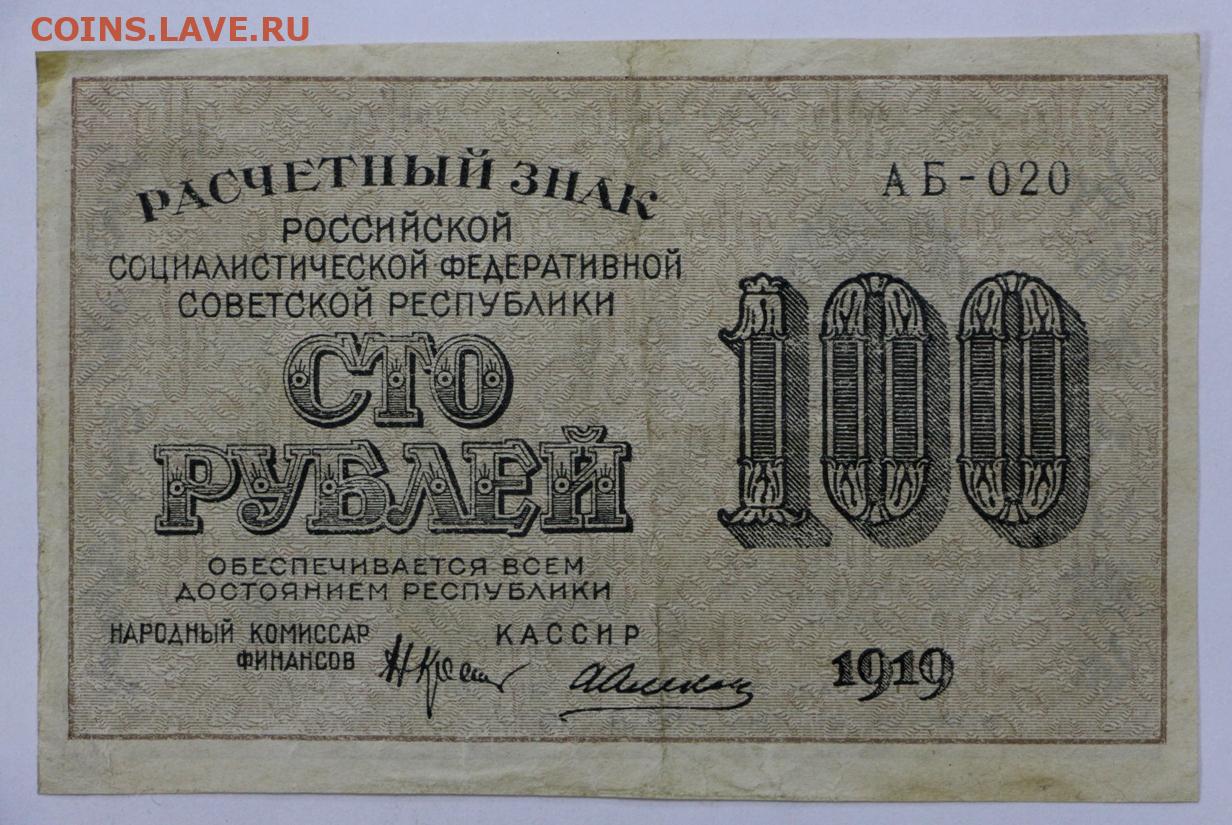 COINS.LAVE.RU
РАСЧЕТНЫЙ ЗНАК
РОССИЙСКОЙ
СОЦИАЛИСТИЧЕСКОЙ ФЕДЕРАТИВНОЙ
СОВЕТСКОЙ РЕСПУБЛИКИ
СТО
РУБЛЕЙ
ОБЕСПЕЧИВАЕТСЯ ВСЕМ
ДОСТОЯНИЕМ РЕСПУБЛИКИ
НАРОДНЫЙ КОМИССАР
ФИНАНСОВ
КАССИР
АБ-020
100
1919